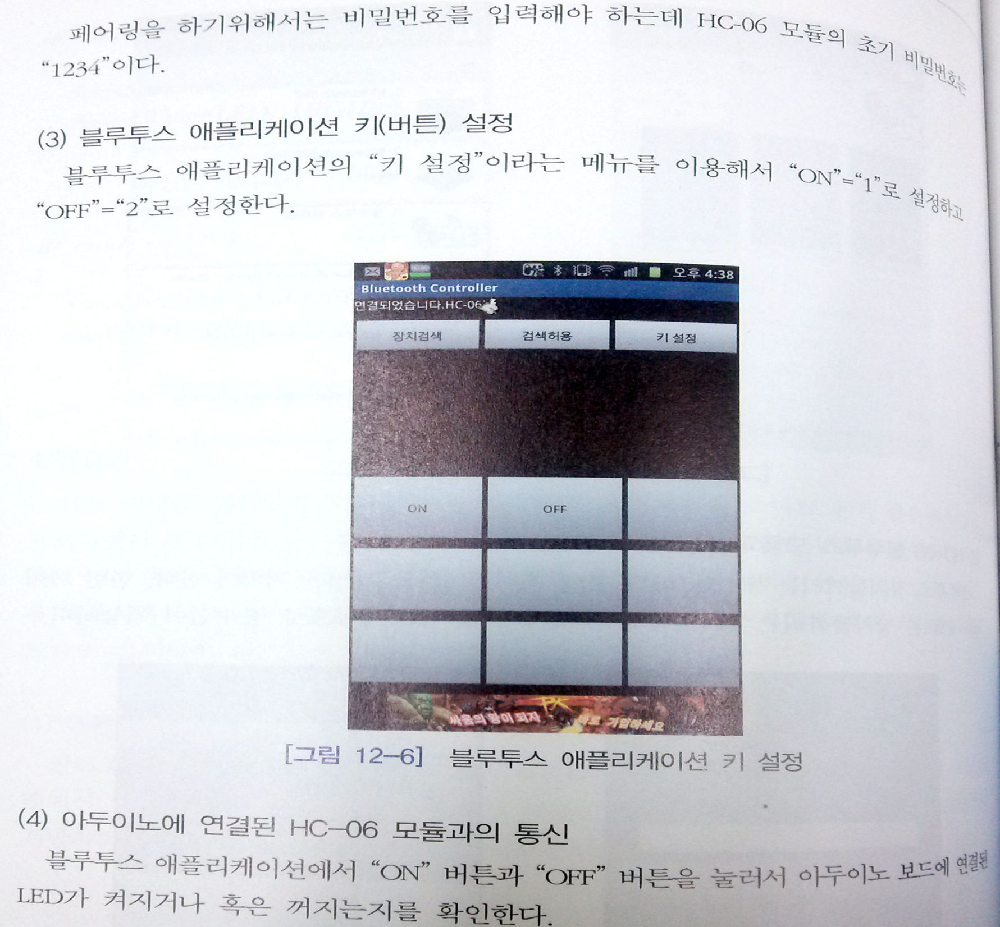 페어링을 하기위해서는 비밀번호를 입력해야 하는데 HC-06 모듈의 초기 비밀번호는
“1234”이다.
(3) 블루투스 애플리케이션 키(버튼) 설정
블루투스 애플리케이션의 “키 설정”이라는 메뉴를 이용해서 “ON”=“1”로 설정하고
“OFF”=“2”로 설정한다.
오후 4:38
Bluetooth Controller
연결되었습니다.HC-06
장치검색 검색허용 키 설정
ON OFF
PK
싸움의 왕이 되자 바로 가입하세요
[그림 12-6] 블루투스 애플리케이션 키 설정
(4) 아두이노에 연결된 HC-06 모듈과의 통신
블루투스 애플리케이션에서 “ON” 버튼과 “OFF” 버튼을 눌러서 아두이노 보드에 연결된
LED가 켜지거나 혹은 꺼지는지를 확인한다.